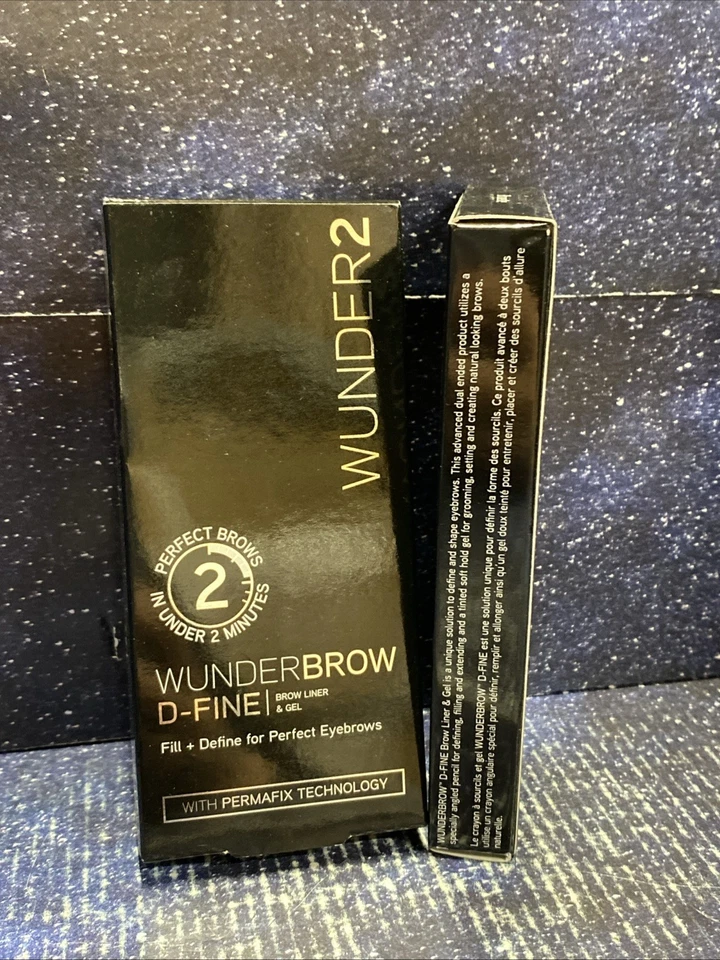 WUNDER2
PERFECT BROWS
2
IN UNDER 2 MINUTES
WUNDERBROW
D-FINE
BROW LINER
& GEL
Fill + Define for Perfect Eyebrows
WITH PERMAFIX TECHNOLOGY
WUNDERBROW™ D-FINE Brow Liner & Gel is a unique solution to define and shape eyebrows. This advanced dual ended product utilizes a
specially angled pencil for defining, filling and extending and a tinted soft hold gel for grooming, setting and creating natural looking brows.
Le crayon à sourcils et gel WUNDERBROW™ D-FINE est une solution unique pour définir la forme des sourcils. Ce produit avancé à deux bouts
utilise un crayon angulaire spécial pour définir, remplir et allonger ainsi qu'un gel doux teinté pour entretenir, placer et créer des sourcils d'allure
naturelle.